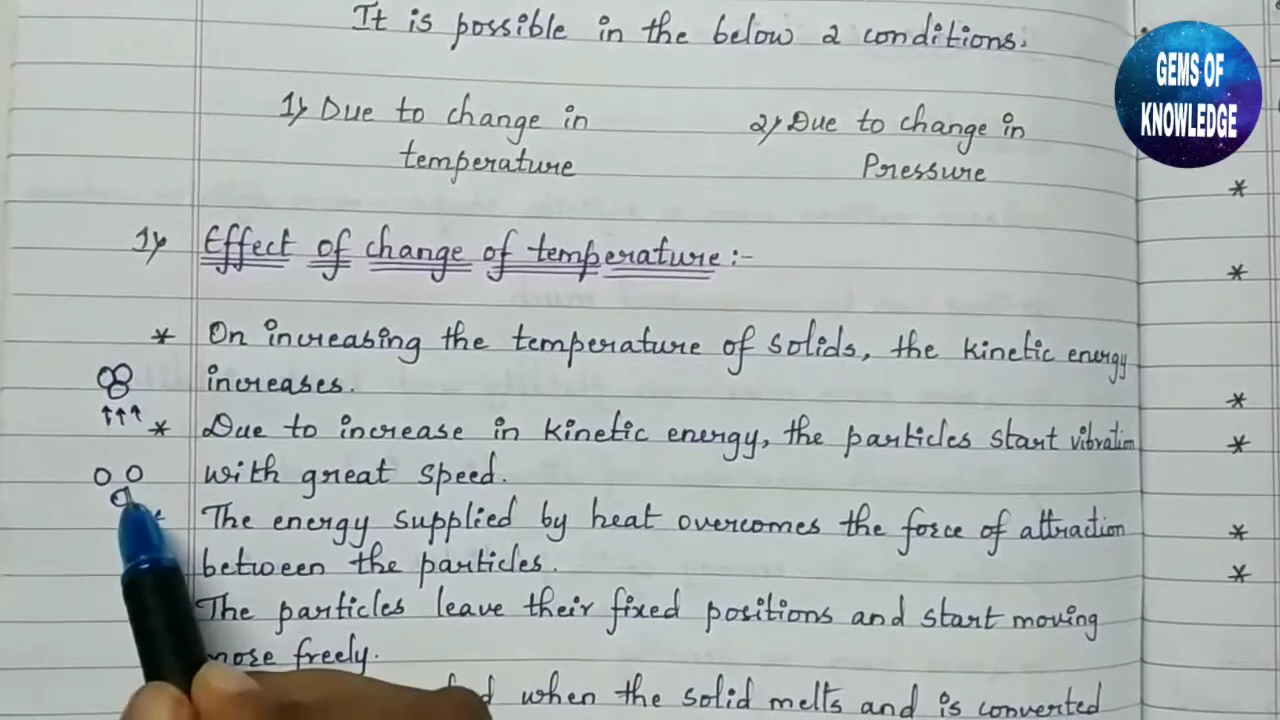 It is possible in the below 2 conditions.
GEMS OF
KNOWLEDGE
1) Due to change in
temperature
2) Due to change in
Pressure
1) Effect of change of temperature :-
* On increasing the temperature of solids, the kinetic energy
increases.
* Due to increase in kinetic energy, the particles start vibration
with great speed.
The energy supplied by heat overcomes the force of attraction
between the particles.
The particles leave their fixed positions and start moving
more freely.
when the solid melts and is converted